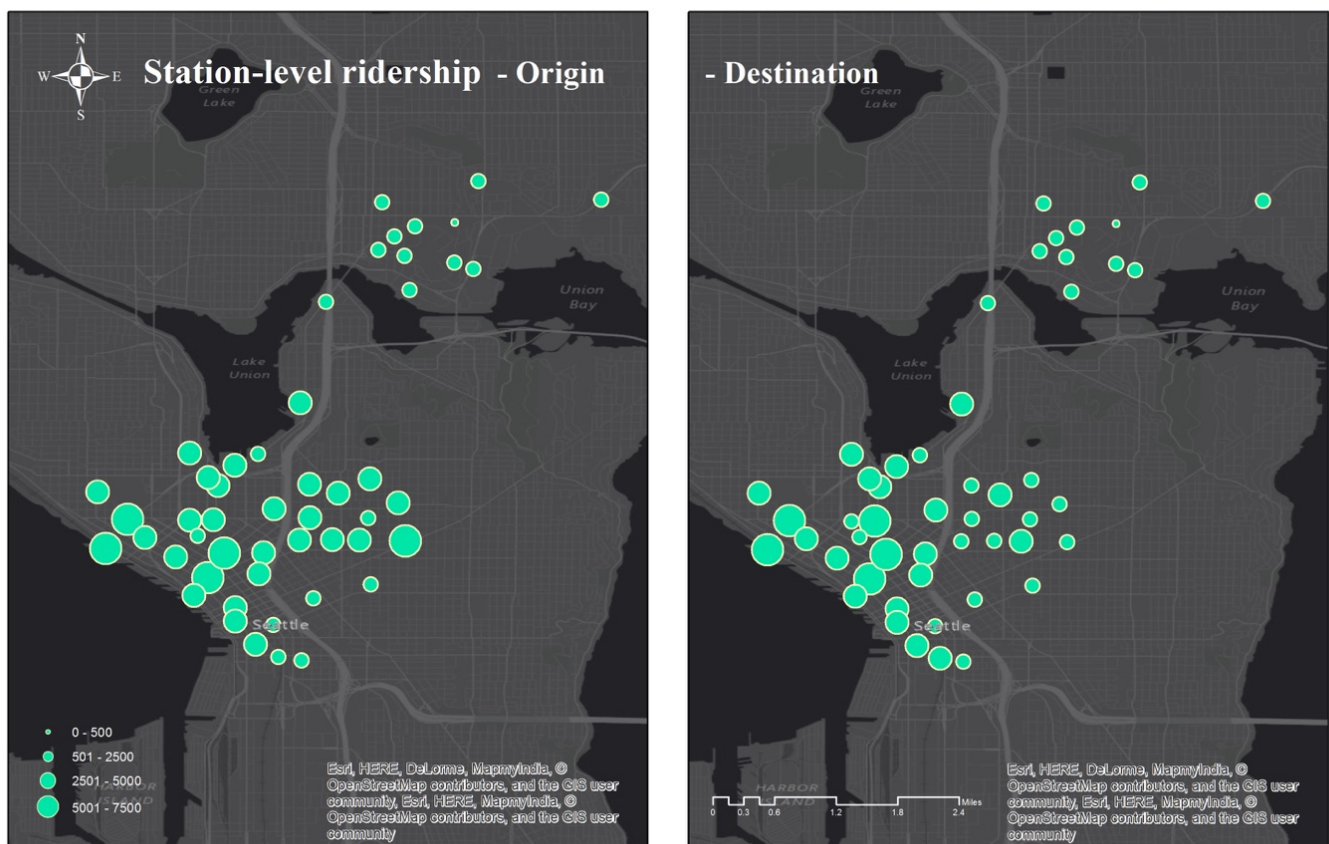 N
W E
S
Station-level ridership - Origin
Green
Lake
Union
Bay
Lake
Union
Seattle
0 - 500
501 - 2500
2501 - 5000
5001 - 7500
HARBOR
Esri, HERE, DeLorme, MapmyIndia, ©
OpenStreetMap contributors, and the GIS user
community, Esri, HERE, MapmyIndia, ©
OpenStreetMap contributors, and the GIS user
community
- Destination
Green
Lake
Union
Bay
Lake
Union
Seattle
HARBOR
Miles
0 0.3 0.6 1.2 1.8 2.4
Esri, HERE, DeLorme, MapmyIndia, ©
OpenStreetMap contributors, and the GIS user
community, Esri, HERE, MapmyIndia, ©
OpenStreetMap contributors, and the GIS user
community